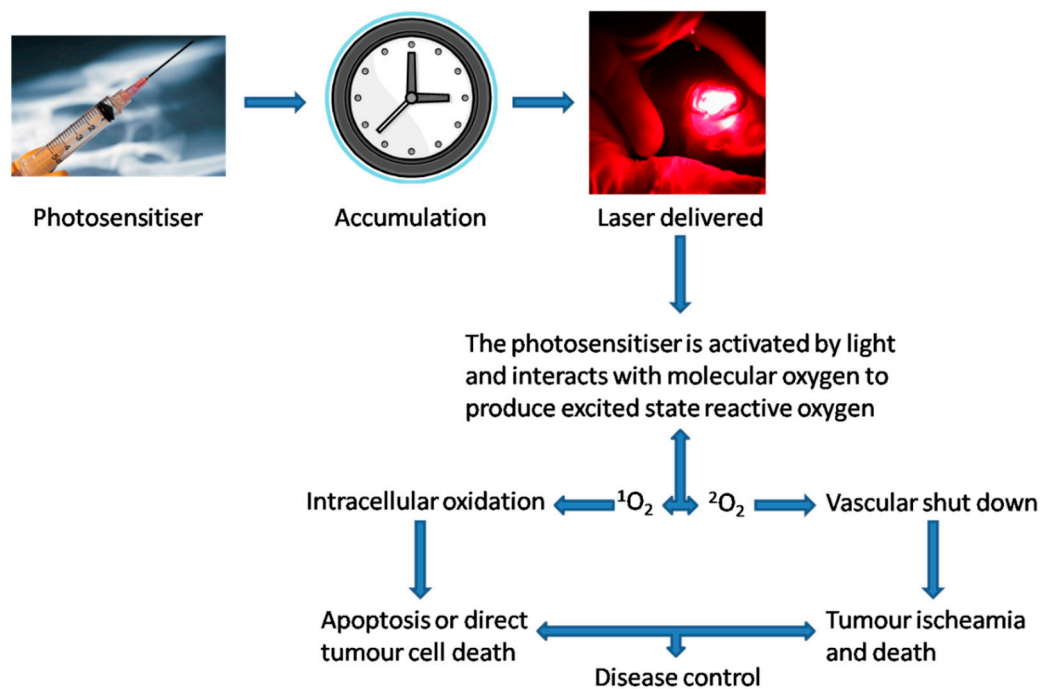 Photosensitiser
Accumulation
Laser delivered
The photosensitiser is activated by light
and interacts with molecular oxygen to
produce excited state reactive oxygen
Intracellular oxidation
¹O₂
²O₂
Vascular shut down
Apoptosis or direct
tumour cell death
Tumour ischeamia
and death
Disease control